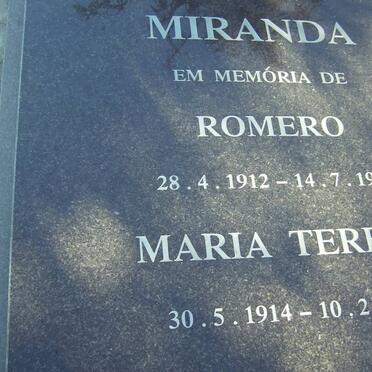 MIRANDA
EM MEMÓRIA DE
ROMERO
28.4.1912 – 14.7.19
MARIA TER
30.5.1914 – 10.2